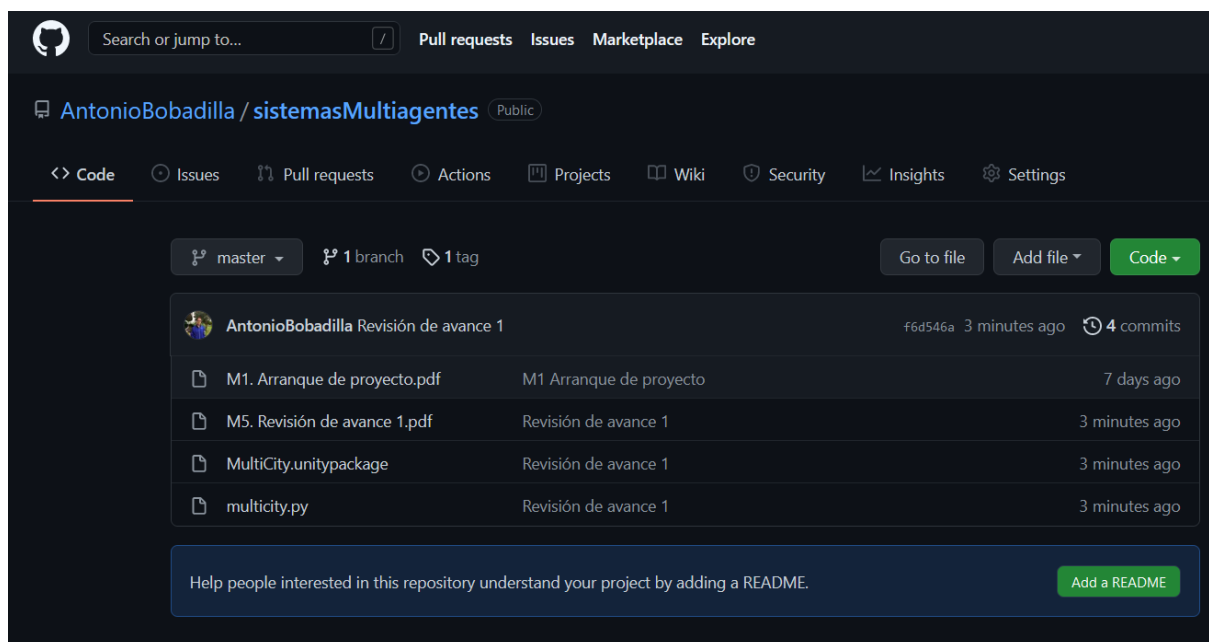 Search or jump to... / Pull requests Issues Marketplace Explore
AntonioBobadilla / sistemasMultiagentes Public
<> Code Issues Pull requests Actions Projects Wiki Security Insights Settings
master 1 branch 1 tag Go to file Add file Code
AntonioBobadilla Revisión de avance 1 f6d546a 3 minutes ago 4 commits
M1. Arranque de proyecto.pdf M1 Arranque de proyecto 7 days ago
M5. Revisión de avance 1.pdf Revisión de avance 1 3 minutes ago
MultiCity.unitypackage Revisión de avance 1 3 minutes ago
multicity.py Revisión de avance 1 3 minutes ago
Help people interested in this repository understand your project by adding a README. Add a README